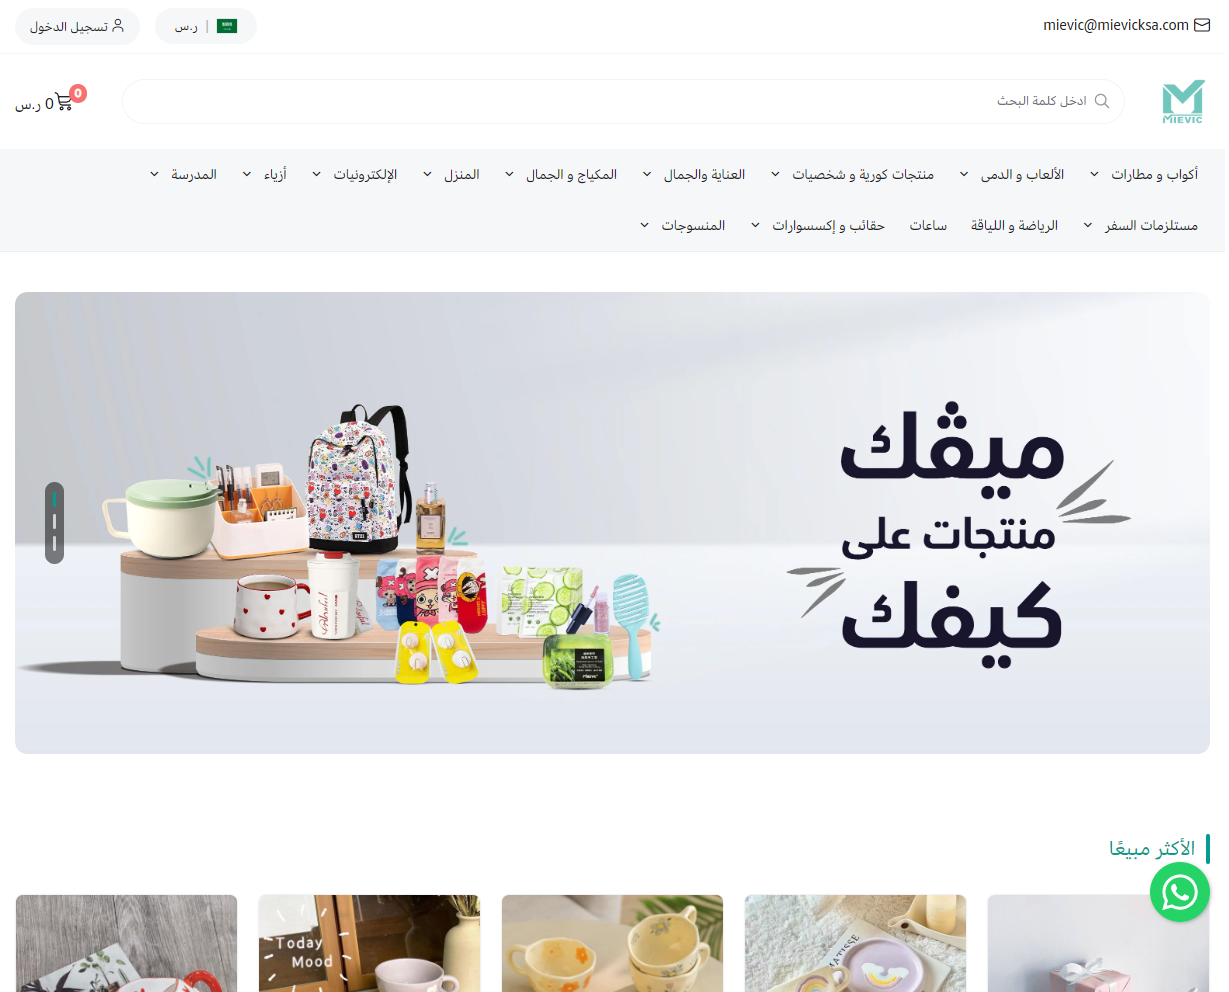 mievic@mievicksa.com
ر.س | تسجيل الدخول
MIEVIC
ادخل كلمة البحث
0
0 ر.س
أكواب و مطارات
الألعاب و الدمى
منتجات كورية و شخصيات
العناية والجمال
المكياج و الجمال
المنزل
الإلكترونيات
أزياء
المدرسة
مستلزمات السفر
الرياضة و اللياقة
ساعات
حقائب و إكسسوارات
المنسوجات
ميڤك
منتجات على
كيفك
الأكثر مبيعًا
MATISSE
Today
Mood